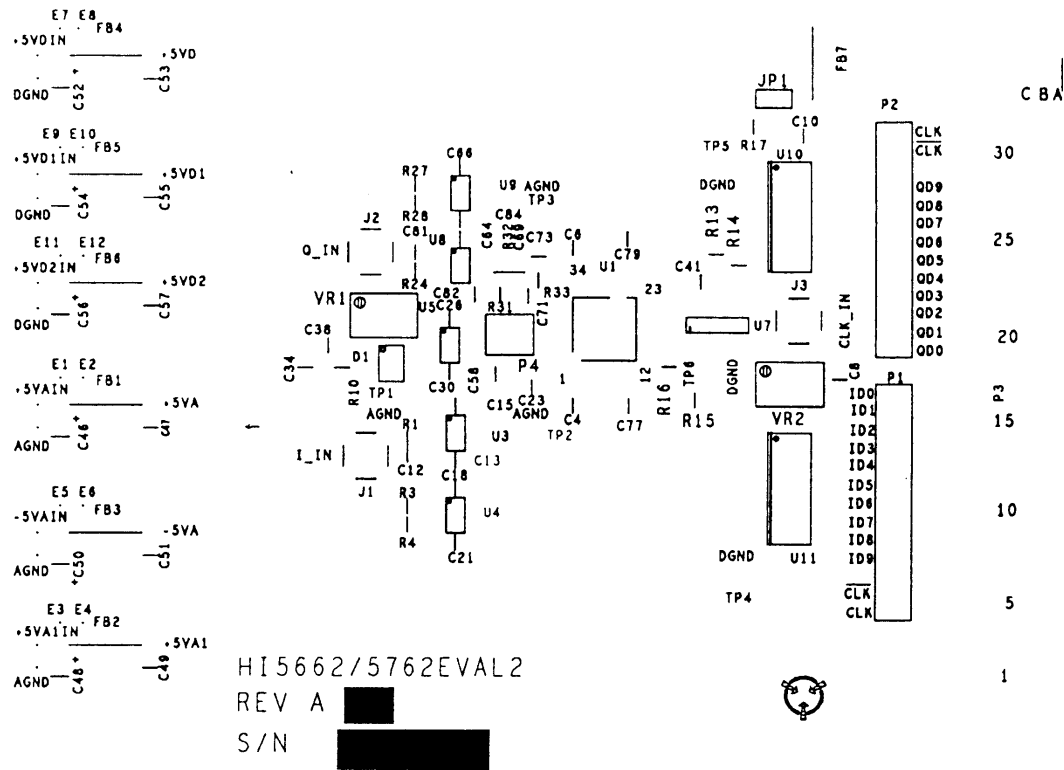 E7 E8
FB4
+5VDIN
+5VD
DGND
C52
+
C53
E9 E10
FB5
+5VD1IN
+5VD1
DGND
C54
+
C55
E11 E12
FB6
+5VD2IN
+5VD2
DGND
C56
+
C57
E1 E2
FB1
+5VAIN
+5VA
AGND
C46
+
C47
E5 E6
FB3
-5VAIN
-5VA
AGND
+C50
C51
E3 E4
FB2
+5VA1IN
+5VA1
AGND
C48
+
C49
HI5662/5762EVAL2
REV A
S/N
C66
R27
R28
C81
J2
Q_IN
U8
R24
VR1
U5
C82
C26
C38
C34
D1
R10
TP1
AGND
C30
C58
R1
I_IN
J1
C12
C13
C18
R3
R4
U4
C21
U3
U9
AGND
TP3
C64
C84
R32
C69
C73
C6
C79
34
U1
23
R33
R31
C71
P4
1
12
C15
C23
AGND
TP2
C4
C77
R16
TP6
R15
FB7
JP1
C10
TP5
R17
U10
DGND
R13
R14
C41
J3
U7
CLK_IN
DGND
C8
VR2
U11
DGND
TP4
P2
CLK
CLK
QD9
QD8
QD7
QD6
QD5
QD4
QD3
QD2
QD1
QD0
P1
ID0
ID1
ID2
ID3
ID4
ID5
ID6
ID7
ID8
ID9
CLK
CLK
C B A
30
25
20
P3
15
10
5
1